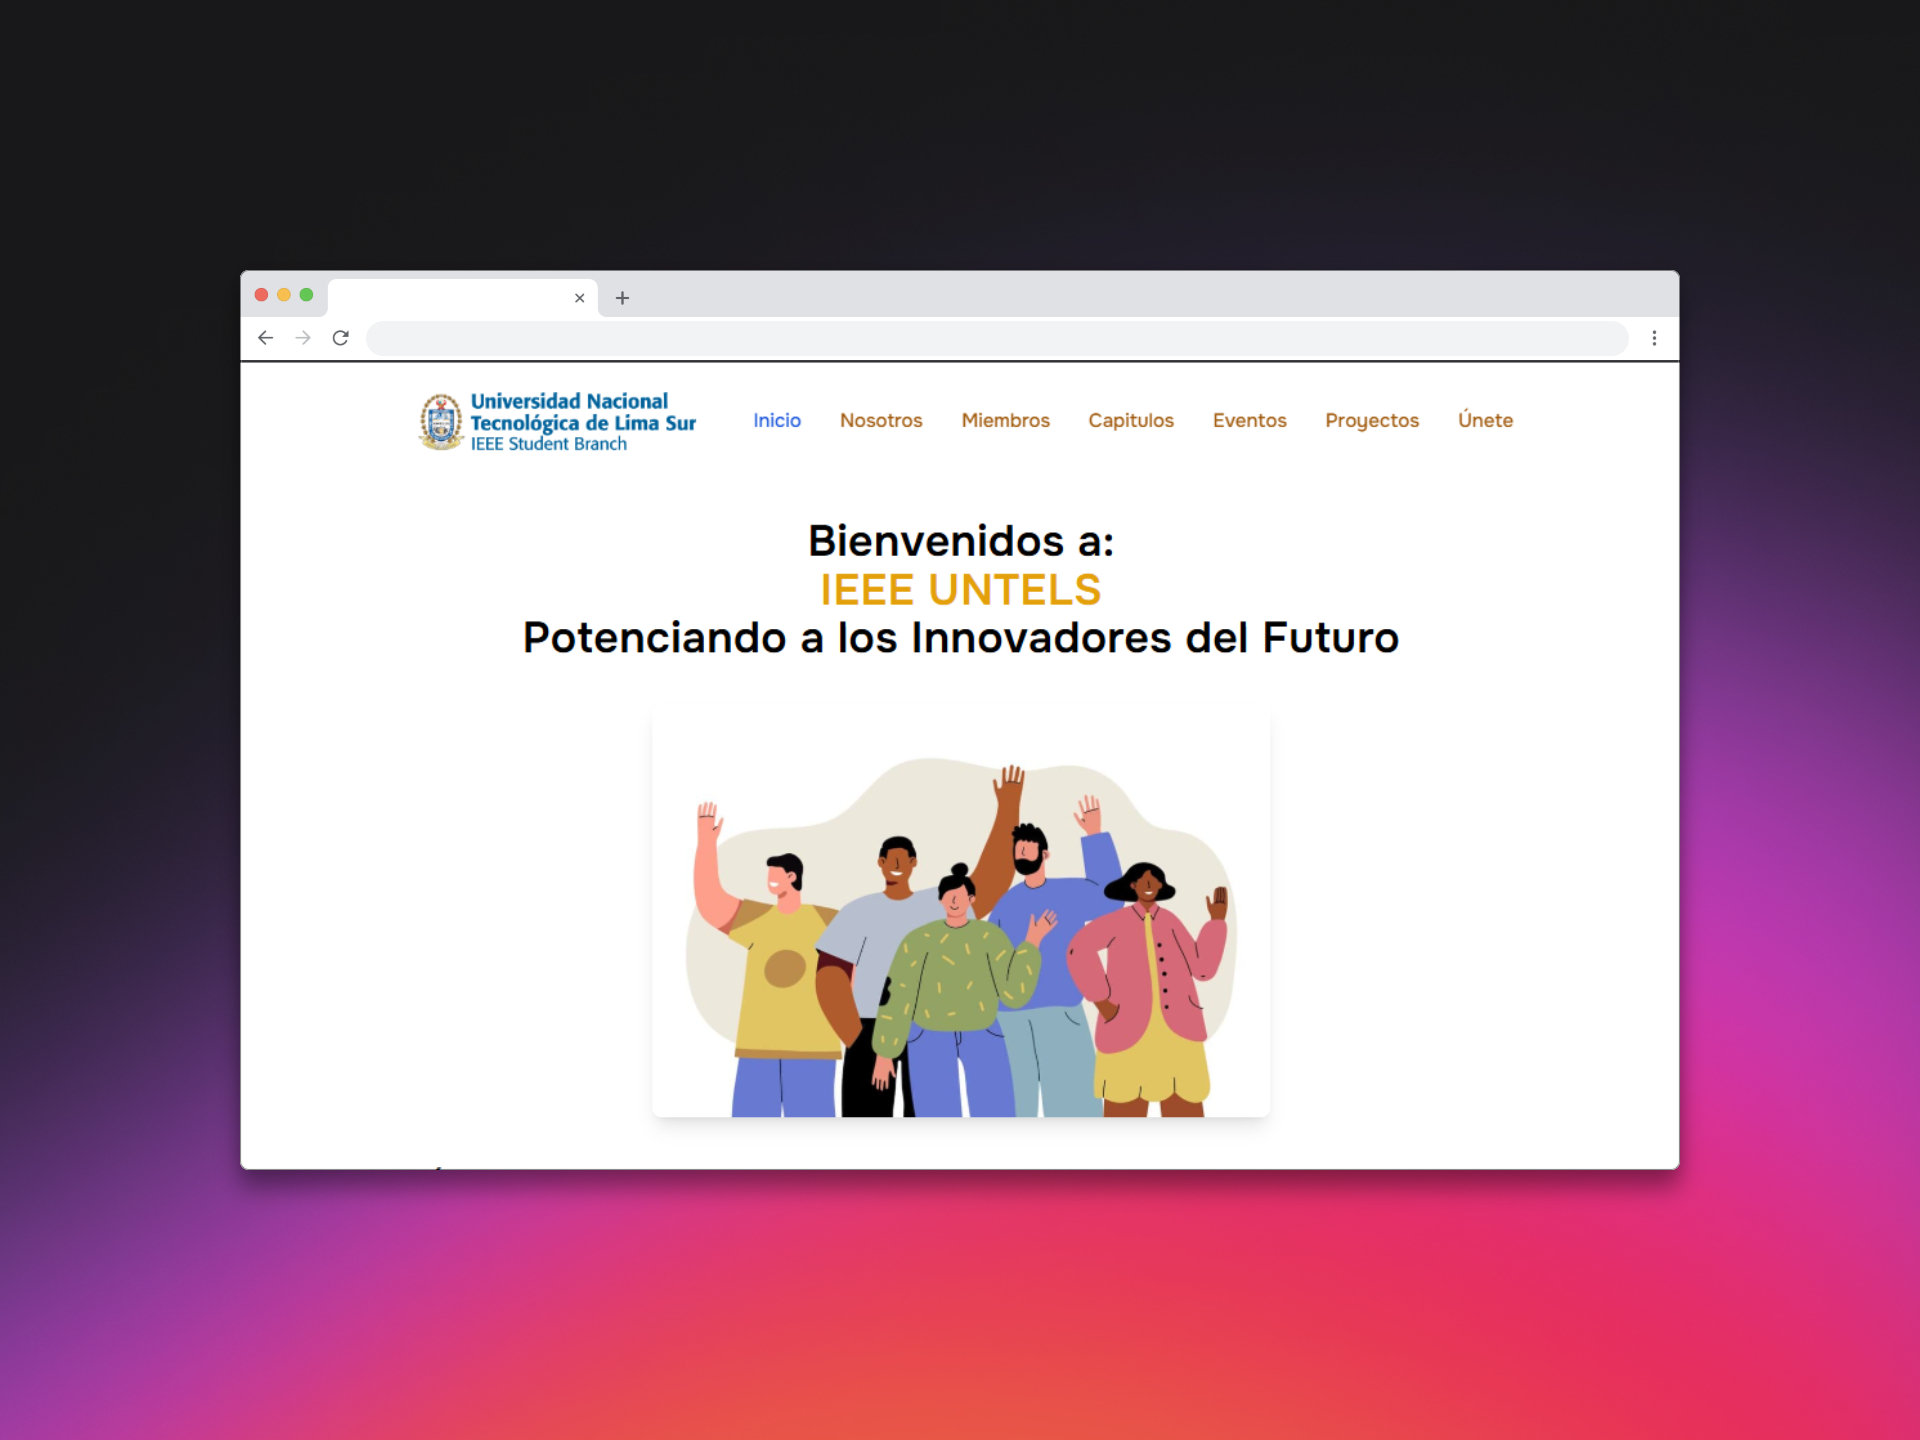 Universidad Nacional
Tecnológica de Lima Sur
IEEE Student Branch
Inicio Nosotros Miembros Capitulos Eventos Proyectos Únete
Bienvenidos a:
IEEE UNTELS
Potenciando a los Innovadores del Futuro